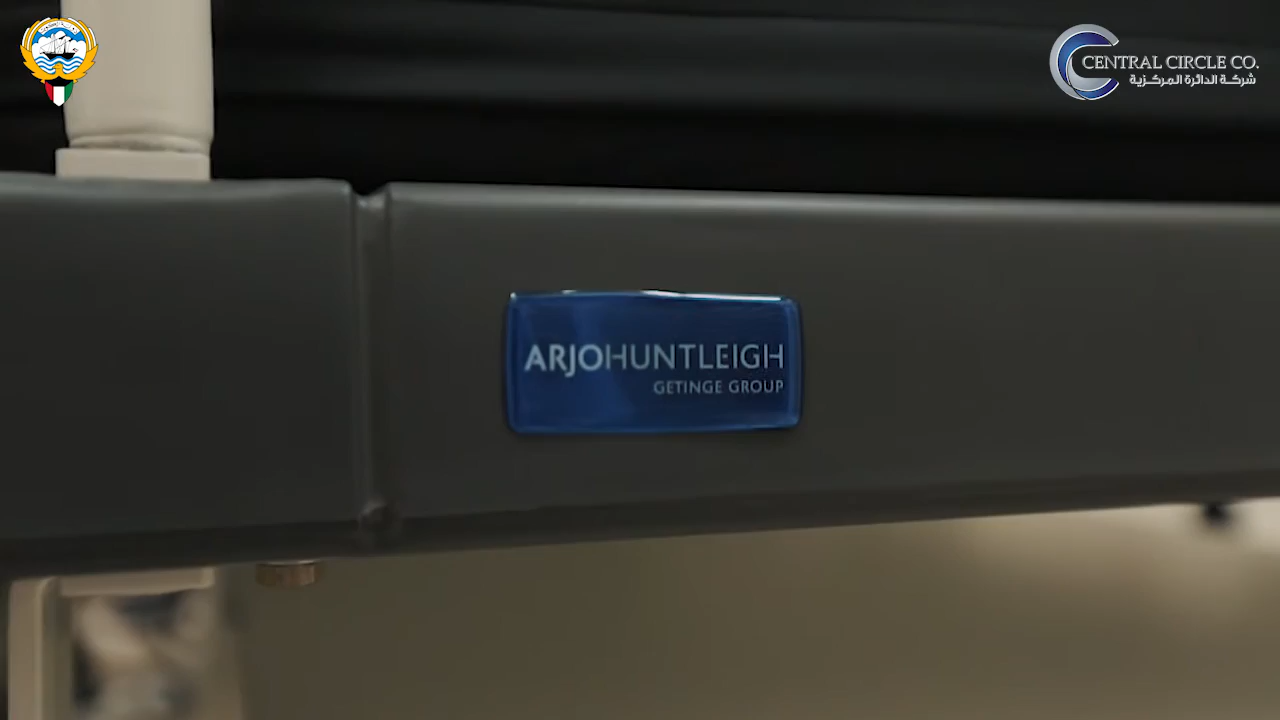 CENTRAL CIRCLE CO.
شركة الدائرة المركزية
ARJOHUNTLEIGH
GETINGE GROUP